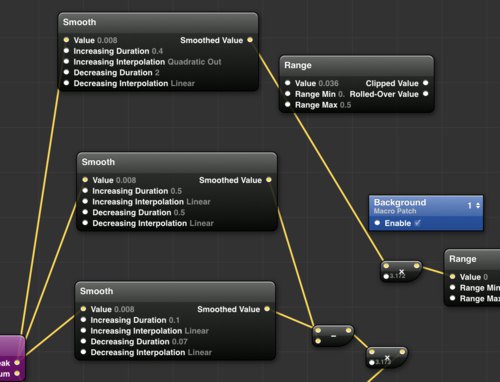 Smooth
Value 0.008 Smoothed Value
Increasing Duration 0.4
Increasing Interpolation Quadratic Out
Decreasing Duration 2
Decreasing Interpolation Linear
Range
Value 0.036 Clipped Value
Range Min 0. Rolled-Over Value
Range Max 0.5
Smooth
Value 0.008 Smoothed Value
Increasing Duration 0.5
Increasing Interpolation Linear
Decreasing Duration 0.5
Decreasing Interpolation Linear
Background 1
Macro Patch
Enable
Range
Value 0
Range Min
Range Max
x
3.172
Smooth
Value 0.008 Smoothed Value
Increasing Duration 0.1
Increasing Interpolation Linear
Decreasing Duration 0.07
Decreasing Interpolation Linear
-
x
3.173
eak
um